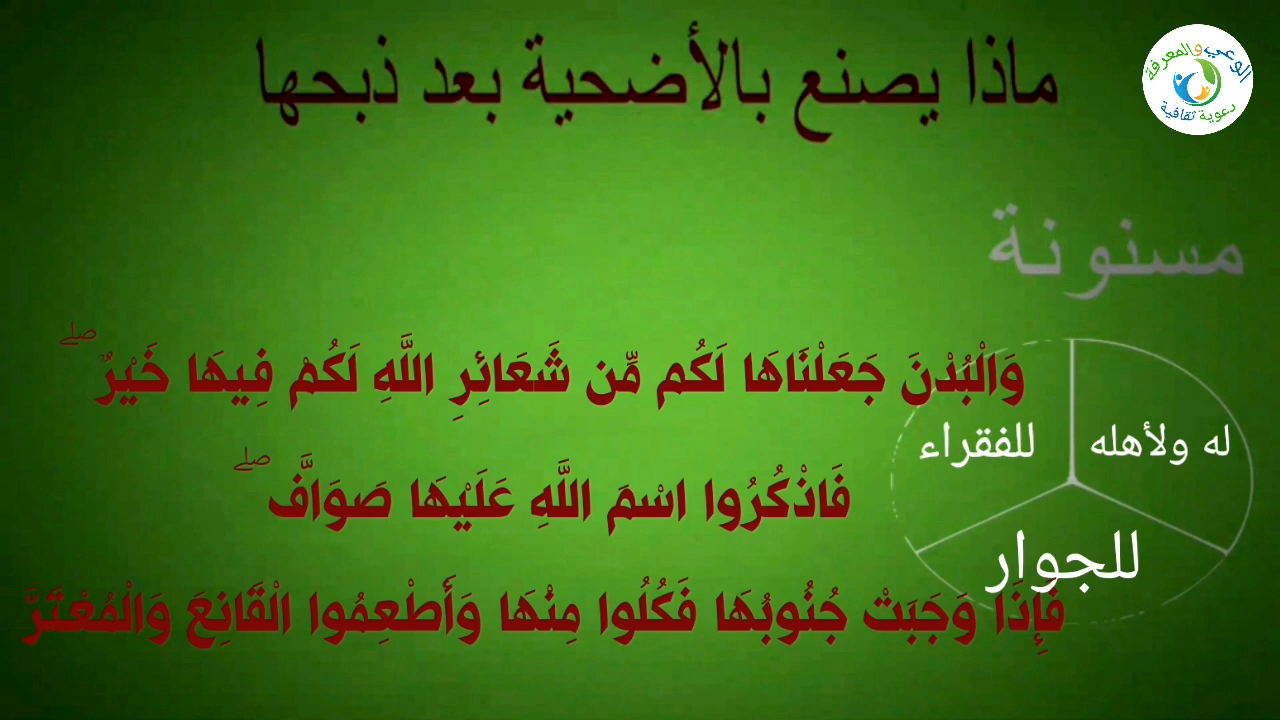 ماذا يصنع بالأضحية بعد ذبحها
الوعي والمعرفة
دعوية ثقافية
مسنونة
وَالْبُدْنَ جَعَلْنَاهَا لَكُم مِّن شَعَائِرِ اللَّهِ لَكُمْ فِيهَا خَيْرٌ ۖ
له ولأهله
للفقراء
فَاذْكُرُوا اسْمَ اللَّهِ عَلَيْهَا صَوَافَّ ۖ
للجوار
فَإِذَا وَجَبَتْ جُنُوبُهَا فَكُلُوا مِنْهَا وَأَطْعِمُوا الْقَانِعَ وَالْمُعْتَرَّ